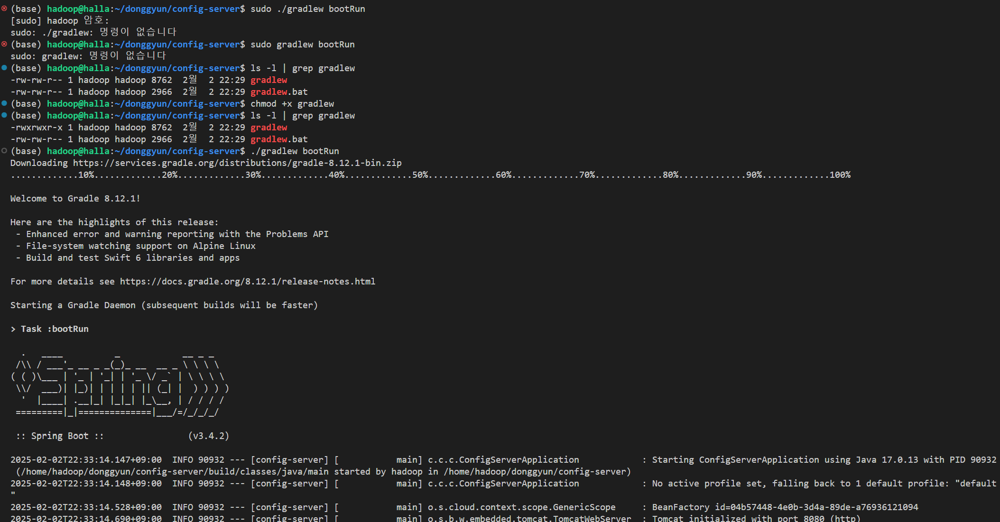 (base) hadoop@halla:~/donggyun/config-server$ sudo ./gradlew bootRun
[sudo] hadoop 암호:
sudo: ./gradlew: 명령이 없습니다
(base) hadoop@halla:~/donggyun/config-server$ sudo gradlew bootRun
sudo: gradlew: 명령이 없습니다
(base) hadoop@halla:~/donggyun/config-server$ ls -l | grep gradlew
-rw-rw-r-- 1 hadoop hadoop 8762  2월  2 22:29 gradlew
-rw-rw-r-- 1 hadoop hadoop 2966  2월  2 22:29 gradlew.bat
(base) hadoop@halla:~/donggyun/config-server$ chmod +x gradlew
(base) hadoop@halla:~/donggyun/config-server$ ls -l | grep gradlew
-rwxrwxr-x 1 hadoop hadoop 8762  2월  2 22:29 gradlew
-rw-rw-r-- 1 hadoop hadoop 2966  2월  2 22:29 gradlew.bat
(base) hadoop@halla:~/donggyun/config-server$ ./gradlew bootRun
Downloading https://services.gradle.org/distributions/gradle-8.12.1-bin.zip
.............10%.............20%.............30%.............40%.............50%.............60%.............70%.............80%.............90%.............100%
Welcome to Gradle 8.12.1!
Here are the highlights of this release:
 - Enhanced error and warning reporting with the Problems API
 - File-system watching support on Alpine Linux
 - Build and test Swift 6 libraries and apps
For more details see https://docs.gradle.org/8.12.1/release-notes.html
Starting a Gradle Daemon (subsequent builds will be faster)
> Task :bootRun
  .   ____          _            __ _ _
 /\\ / ___'_ __ _ _(_)_ __  __ _ \ \ \ \
( ( )\___ | '_ | '_| | '_ \/ _` | \ \ \ \
 \\/  ___)| |_)| | | | | || (_| |  ) ) ) )
  '  |____| .__|_| |_|_| |_\__, | / / / /
 =========|_|==============|___/=/_/_/_/
 :: Spring Boot ::                (v3.4.2)
2025-02-02T22:33:14.147+09:00  INFO 90932 --- [config-server] [           main] c.c.c.ConfigServerApplication            : Starting ConfigServerApplication using Java 17.0.13 with PID 90932
 (/home/hadoop/donggyun/config-server/build/classes/java/main started by hadoop in /home/hadoop/donggyun/config-server)
2025-02-02T22:33:14.148+09:00  INFO 90932 --- [config-server] [           main] c.c.c.ConfigServerApplication            : No active profile set, falling back to 1 default profile: "default
"
2025-02-02T22:33:14.528+09:00  INFO 90932 --- [config-server] [           main] o.s.cloud.context.scope.GenericScope     : BeanFactory id=04b57448-4e0b-3d4a-89de-a76936121094
2025-02-02T22:33:14.690+09:00  INFO 90932 --- [config-server] [           main] o.s.b.w.embedded.tomcat.TomcatWebServer  : Tomcat initialized with port 8080 (http)